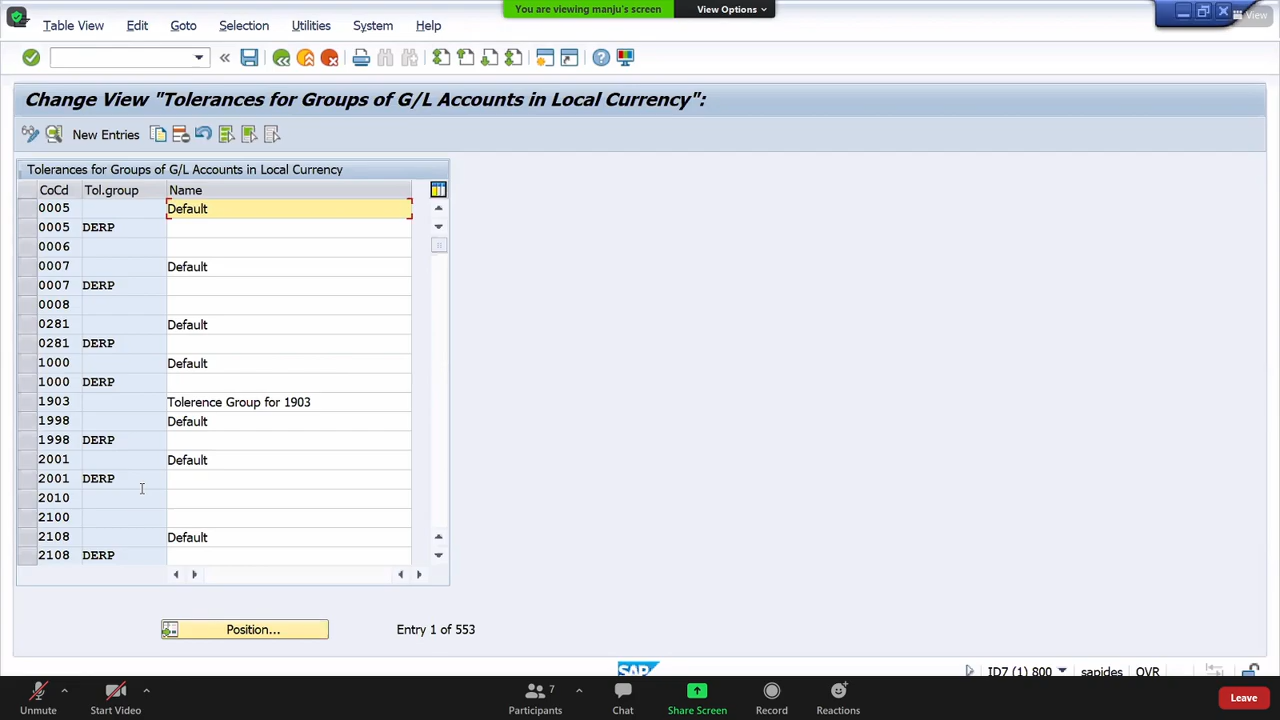 You are viewing manju's screen
View Options
View
Table View Edit Goto Selection Utilities System Help
Change View "Tolerances for Groups of G/L Accounts in Local Currency":
New Entries
Tolerances for Groups of G/L Accounts in Local Currency
CoCd Tol.group Name
0005 Default
0005 DERP
0006
0007 Default
0007 DERP
0008
0281 Default
0281 DERP
1000 Default
1000 DERP
1903 Tolerence Group for 1903
1998 Default
1998 DERP
2001 Default
2001 DERP
2010
2100
2108 Default
2108 DERP
Position... Entry 1 of 553
SAP ID7 (1) 800 sapides OVR
7
Unmute Start Video Participants Chat Share Screen Record Reactions Leave